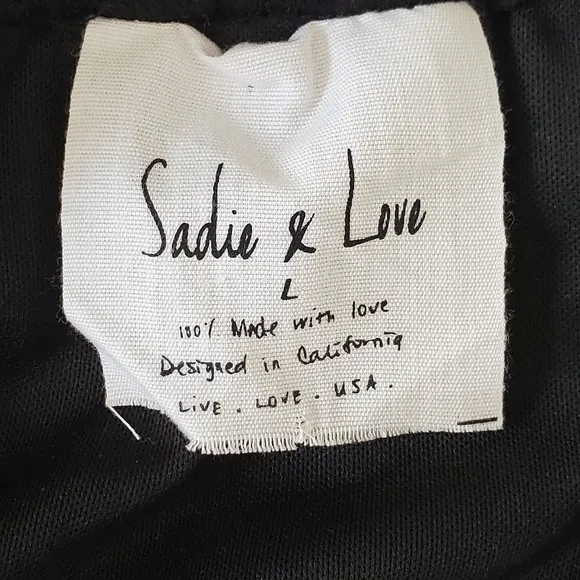 Sadie & Love
L
100% Made with love
Designed in California
LIVE . LOVE . USA .